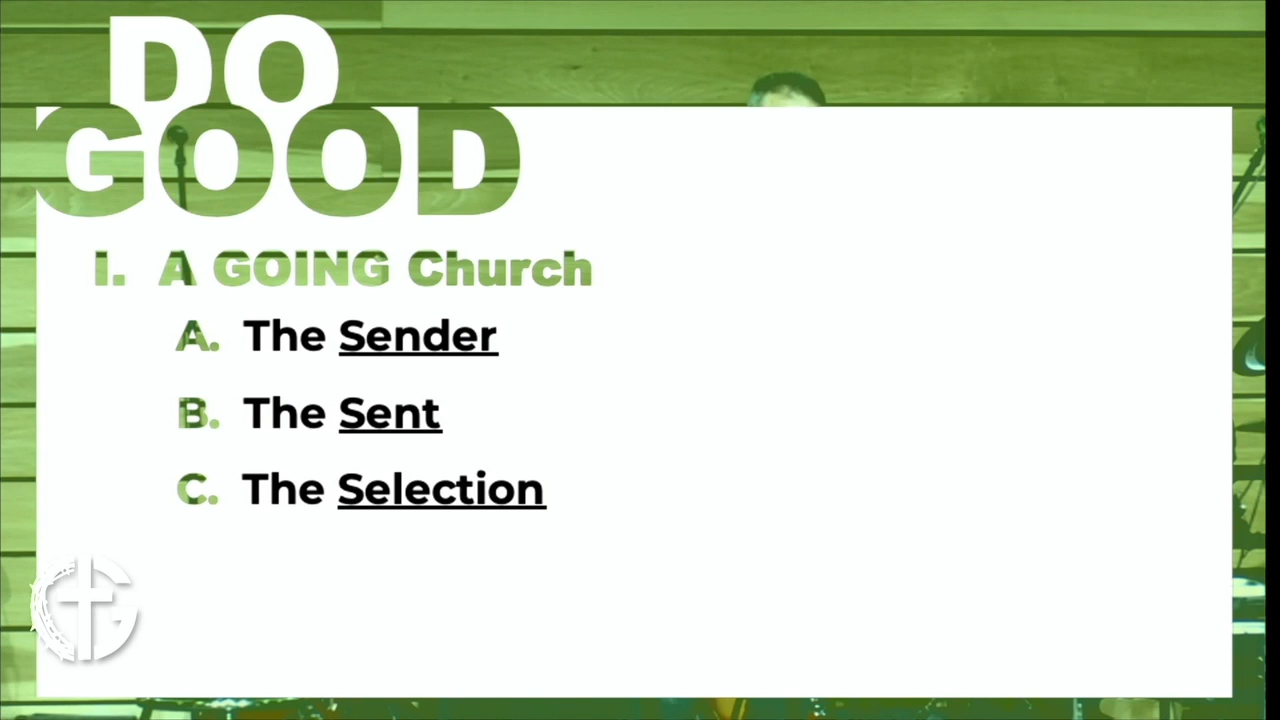 DO
GOOD
I. A GOING Church
A. The Sender
B. The Sent
C. The Selection